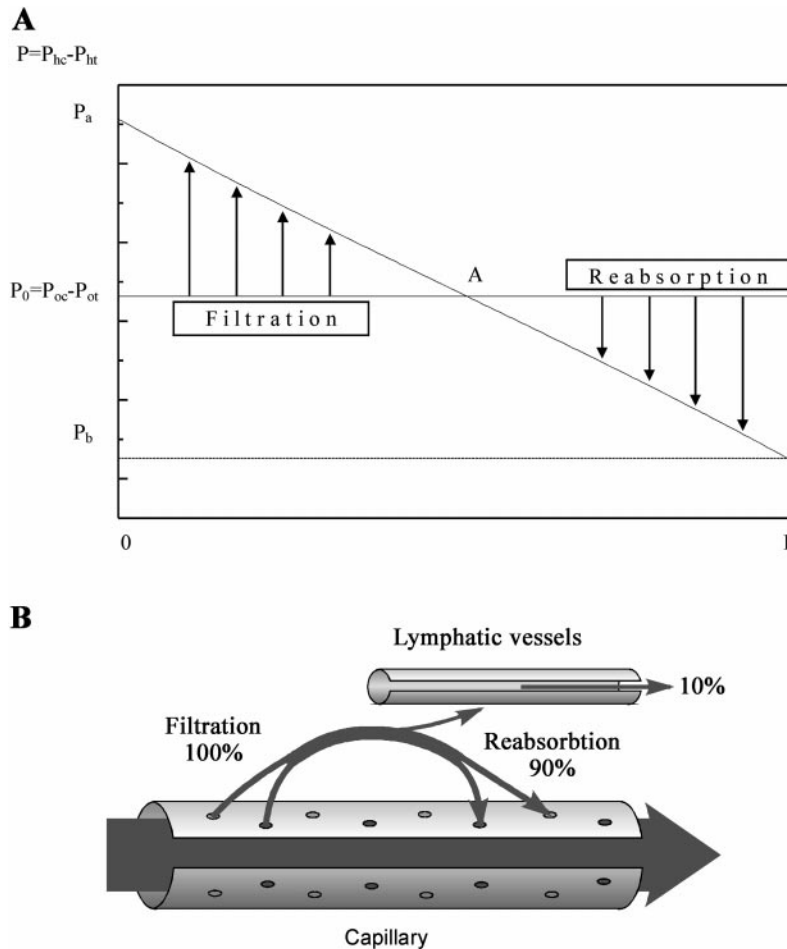 A
P=Phc-Pht
Pa
A
Reabsorption
P0=Poc-Pot
Filtration
Pb
0
B
Lymphatic vessels
10%
Filtration
100%
Reabsorbtion
90%
Capillary